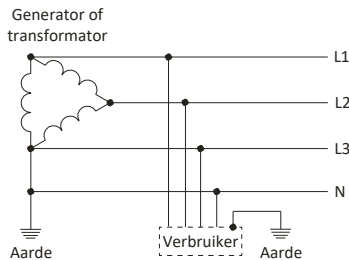 Generator of
transformator
L1
L2
L3
N
Aarde
Verbruiker
Aarde